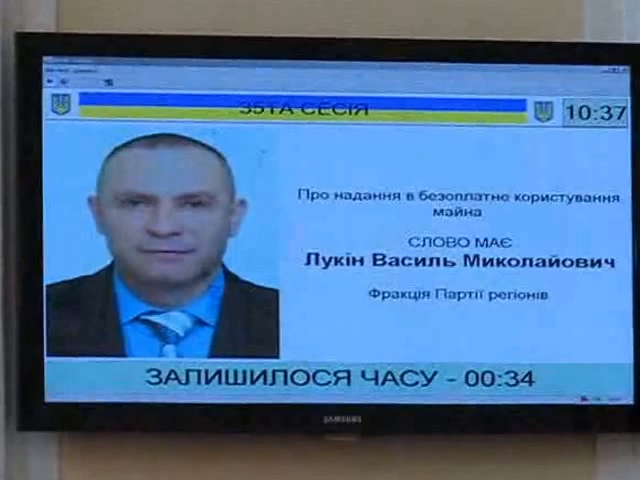 35ТА СЕСІЯ
10:37
Про надання в безоплатне користування
майна
СЛОВО МАЄ
Лукін Василь Миколайович
Фракція Партії регіонів
ЗАЛИШИЛОСЯ ЧАСУ - 00:34
SAMSUNG